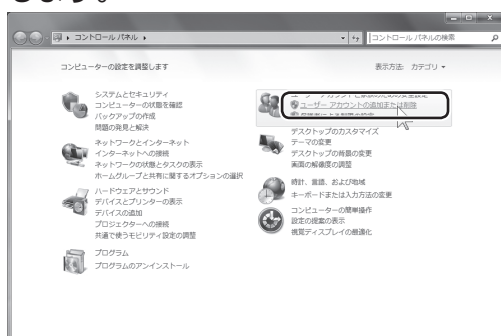 します。
コントロール パネル
コントロール パネルの検索
コンピューターの設定を調整します
表示方法: カテゴリ
システムとセキュリティ
コンピューターの状態を確認
バックアップの作成
問題の発見と解決
ネットワークとインターネット
インターネットへの接続
ネットワークの状態とタスクの表示
ホームグループと共有に関するオプションの選択
ハードウェアとサウンド
デバイスとプリンターの表示
デバイスの追加
プロジェクターへの接続
共通で使うモビリティ設定の調整
プログラム
プログラムのアンインストール
ユーザー アカウントの追加または削除
デスクトップのカスタマイズ
テーマの変更
デスクトップの背景の変更
画面の解像度の調整
時計、言語、および地域
キーボードまたは入力方法の変更
コンピューターの簡単操作
設定の提案の表示
視覚ディスプレイの最適化